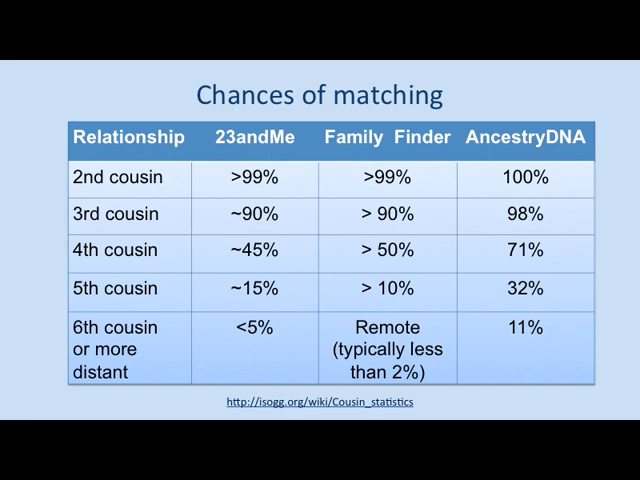 Chances of matching
Relationship 23andMe Family Finder AncestryDNA
2nd cousin >99% >99% 100%
3rd cousin ~90% > 90% 98%
4th cousin ~45% > 50% 71%
5th cousin ~15% > 10% 32%
6th cousin <5% Remote 11%
or more (typically less
distant than 2%)
http://isogg.org/wiki/Cousin_statistics